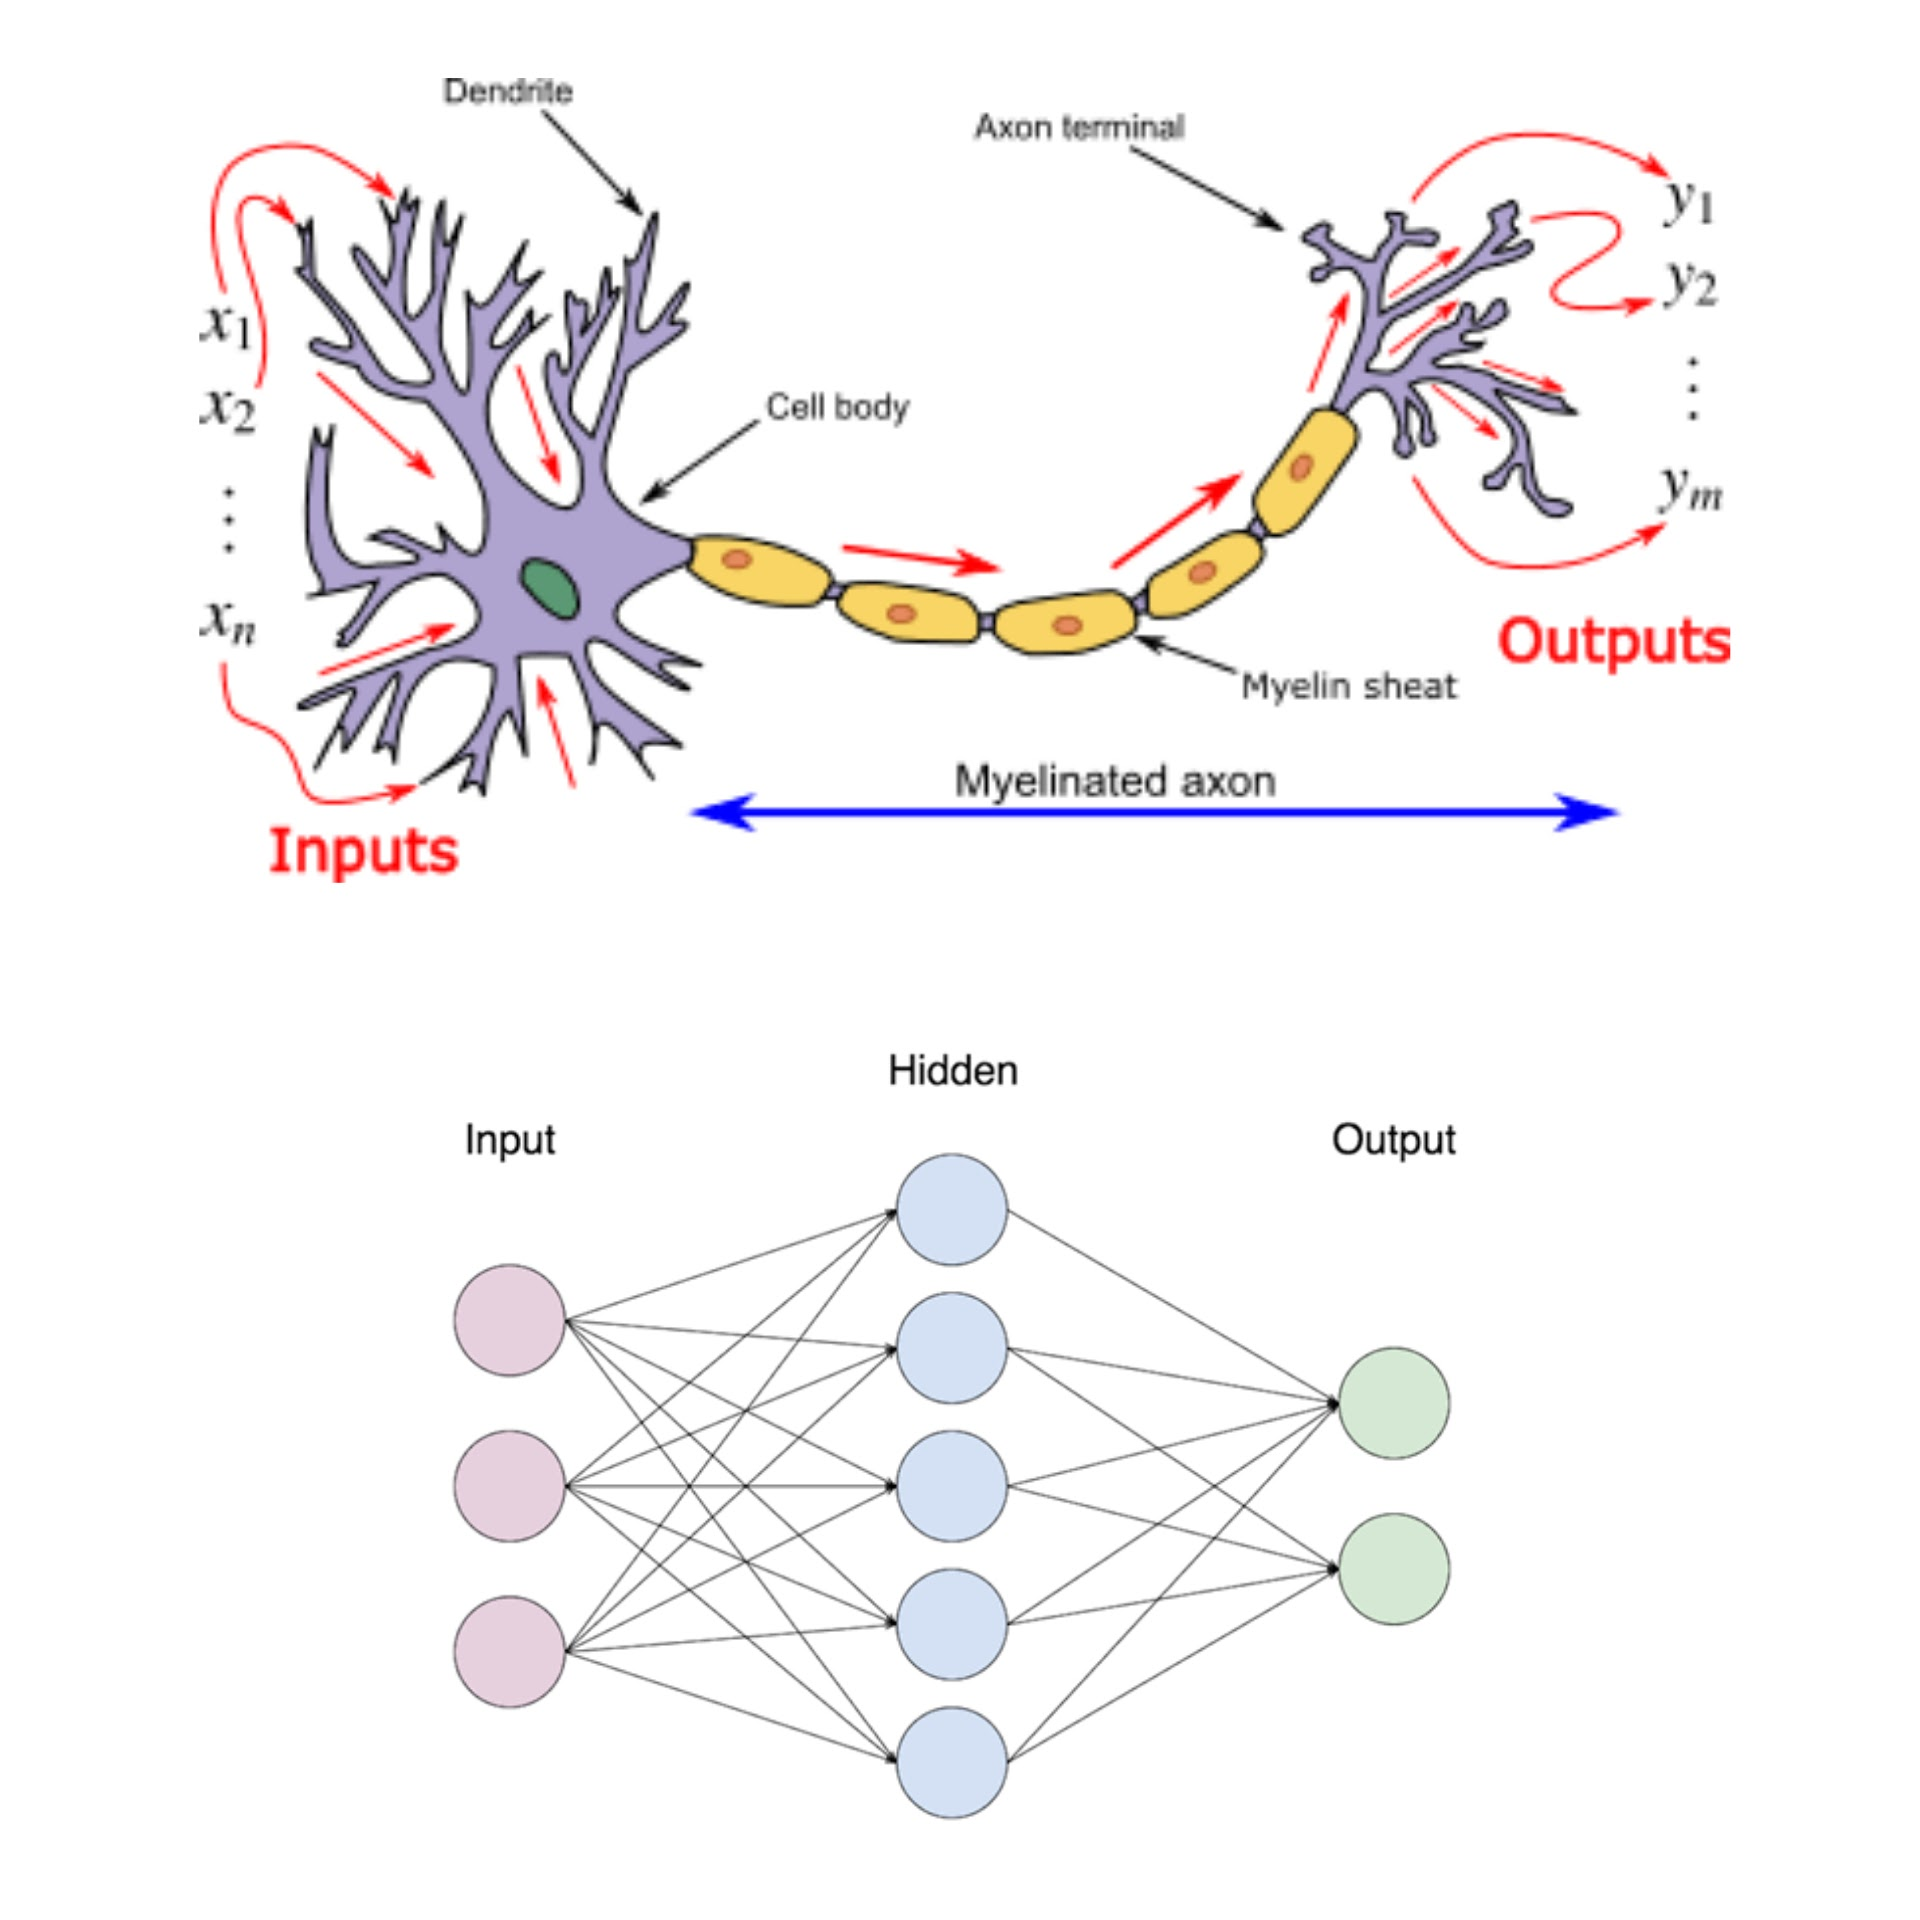 Dendrite
Axon terminal
y1
y2
⋮
ym
x1
x2
⋮
xn
Cell body
Outputs
Myelin sheat
Myelinated axon
Inputs
Hidden
Input
Output